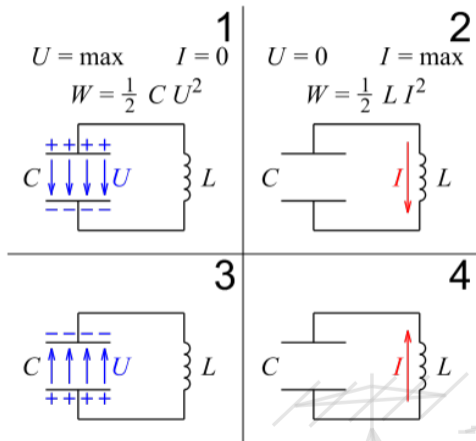 1
U = max I = 0
W = ½ C U²
+ + + +
C U L
− − − −
2
U = 0 I = max
W = ½ L I²
C I L
3
− − − −
C U L
+ + + +
4
C I L